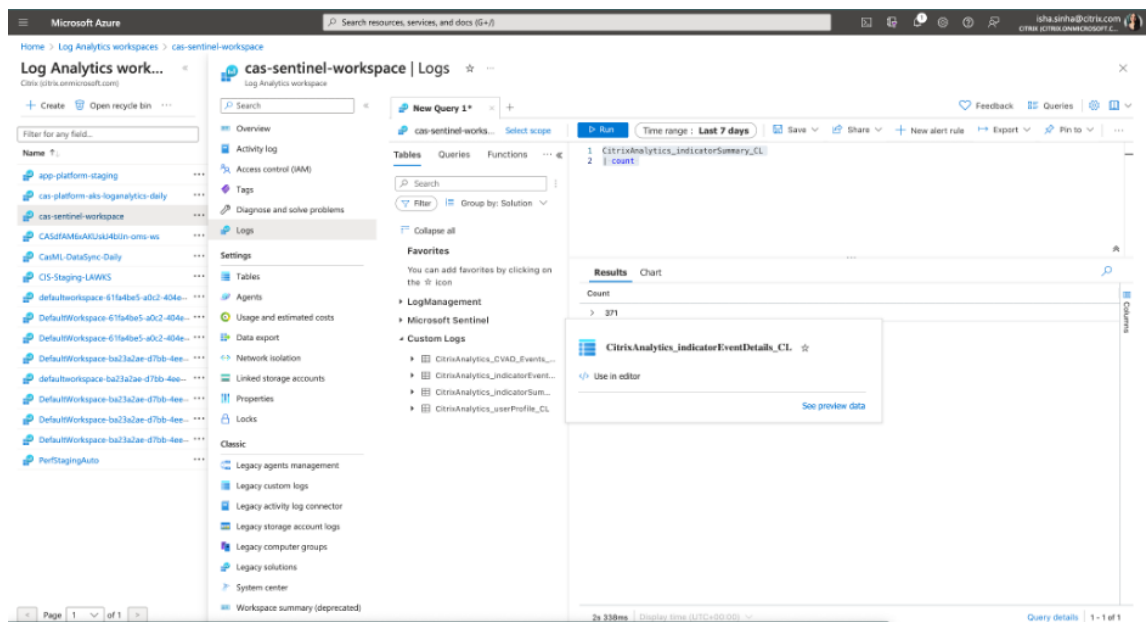 Microsoft Azure
Search resources, services, and docs (G+/)
isha.sinha@citrix.com
CITRIX (CITRIX.ONMICROSOFT.C...
Home > Log Analytics workspaces > cas-sentinel-workspace
Log Analytics work...
Citrix (citrix.onmicrosoft.com)
+ Create
Open recycle bin
...
Filter for any field...
Name ↑↓
app-platform-staging
cas-platform-aks-loganalytics-daily
cas-sentinel-workspace
CasML-DataSync-Daily
CIS-Staging-LAWKS
defaultworkspace-61fa4be5-a0c2-404e-...
DefaultWorkspace-61fa4be5-a0c2-404e-...
DefaultWorkspace-61fa4be5-a0c2-404e-...
DefaultWorkspace-ba23a2ae-d7bb-4ee-...
defaultworkspace-ba23a2ae-d7bb-4ee-...
DefaultWorkspace-ba23a2ae-d7bb-4ee-...
DefaultWorkspace-ba23a2ae-d7bb-4ee-...
DefaultWorkspace-ba23a2ae-d7bb-4ee-...
PerfStagingAuto
< Page 1 of 1 >
cas-sentinel-workspace | Logs
Log Analytics workspace
Search
Overview
Activity log
Access control (IAM)
Tags
Diagnose and solve problems
Logs
Settings
Tables
Agents
Usage and estimated costs
Data export
Network isolation
Linked storage accounts
Properties
Locks
Classic
Legacy agents management
Legacy custom logs
Legacy activity log connector
Legacy storage account logs
Legacy computer groups
Legacy solutions
System center
Workspace summary (deprecated)
New Query 1*
Feedback
Queries
cas-sentinel-works...
Select scope
Run
Time range : Last 7 days
Save
Share
New alert rule
Export
Pin to
...
Tables
Queries
Functions
...
Search
Filter
Group by: Solution
Collapse all
Favorites
You can add favorites by clicking on
the ☆ icon
LogManagement
Microsoft Sentinel
Custom Logs
CitrixAnalytics_CVAD_Events_...
CitrixAnalytics_indicatorEvent...
CitrixAnalytics_indicatorSum...
CitrixAnalytics_userProfile_CL
1 CitrixAnalytics_indicatorSummary_CL
2 | count
Results
Chart
Count
> 371
Columns
CitrixAnalytics_indicatorEventDetails_CL ☆
</> Use in editor
See preview data
2s 338ms
Display time (UTC+00:00)
Query details
1 - 1 of 1